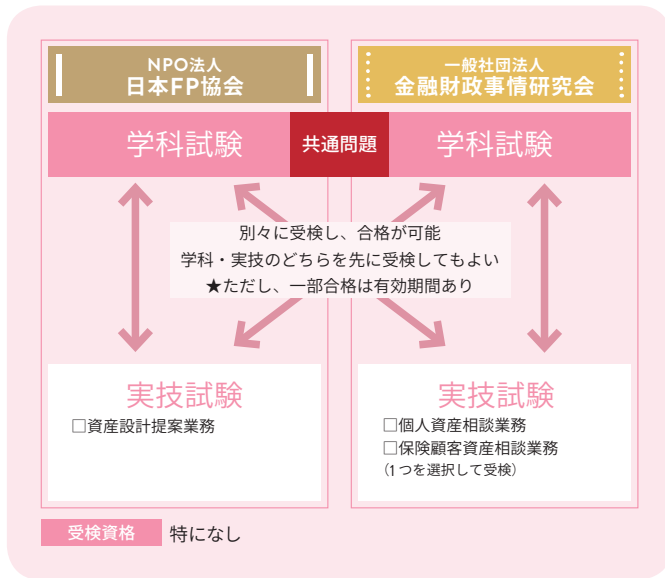 NPO法人
日本FP協会
一般社団法人
金融財政事情研究会
学科試験
共通問題
学科試験
別々に受検し、合格が可能
学科・実技のどちらを先に受検してもよい
★ただし、一部合格は有効期間あり
実技試験
□資産設計提案業務
実技試験
□個人資産相談業務
□保険顧客資産相談業務
(1つを選択して受検)
受検資格 特になし